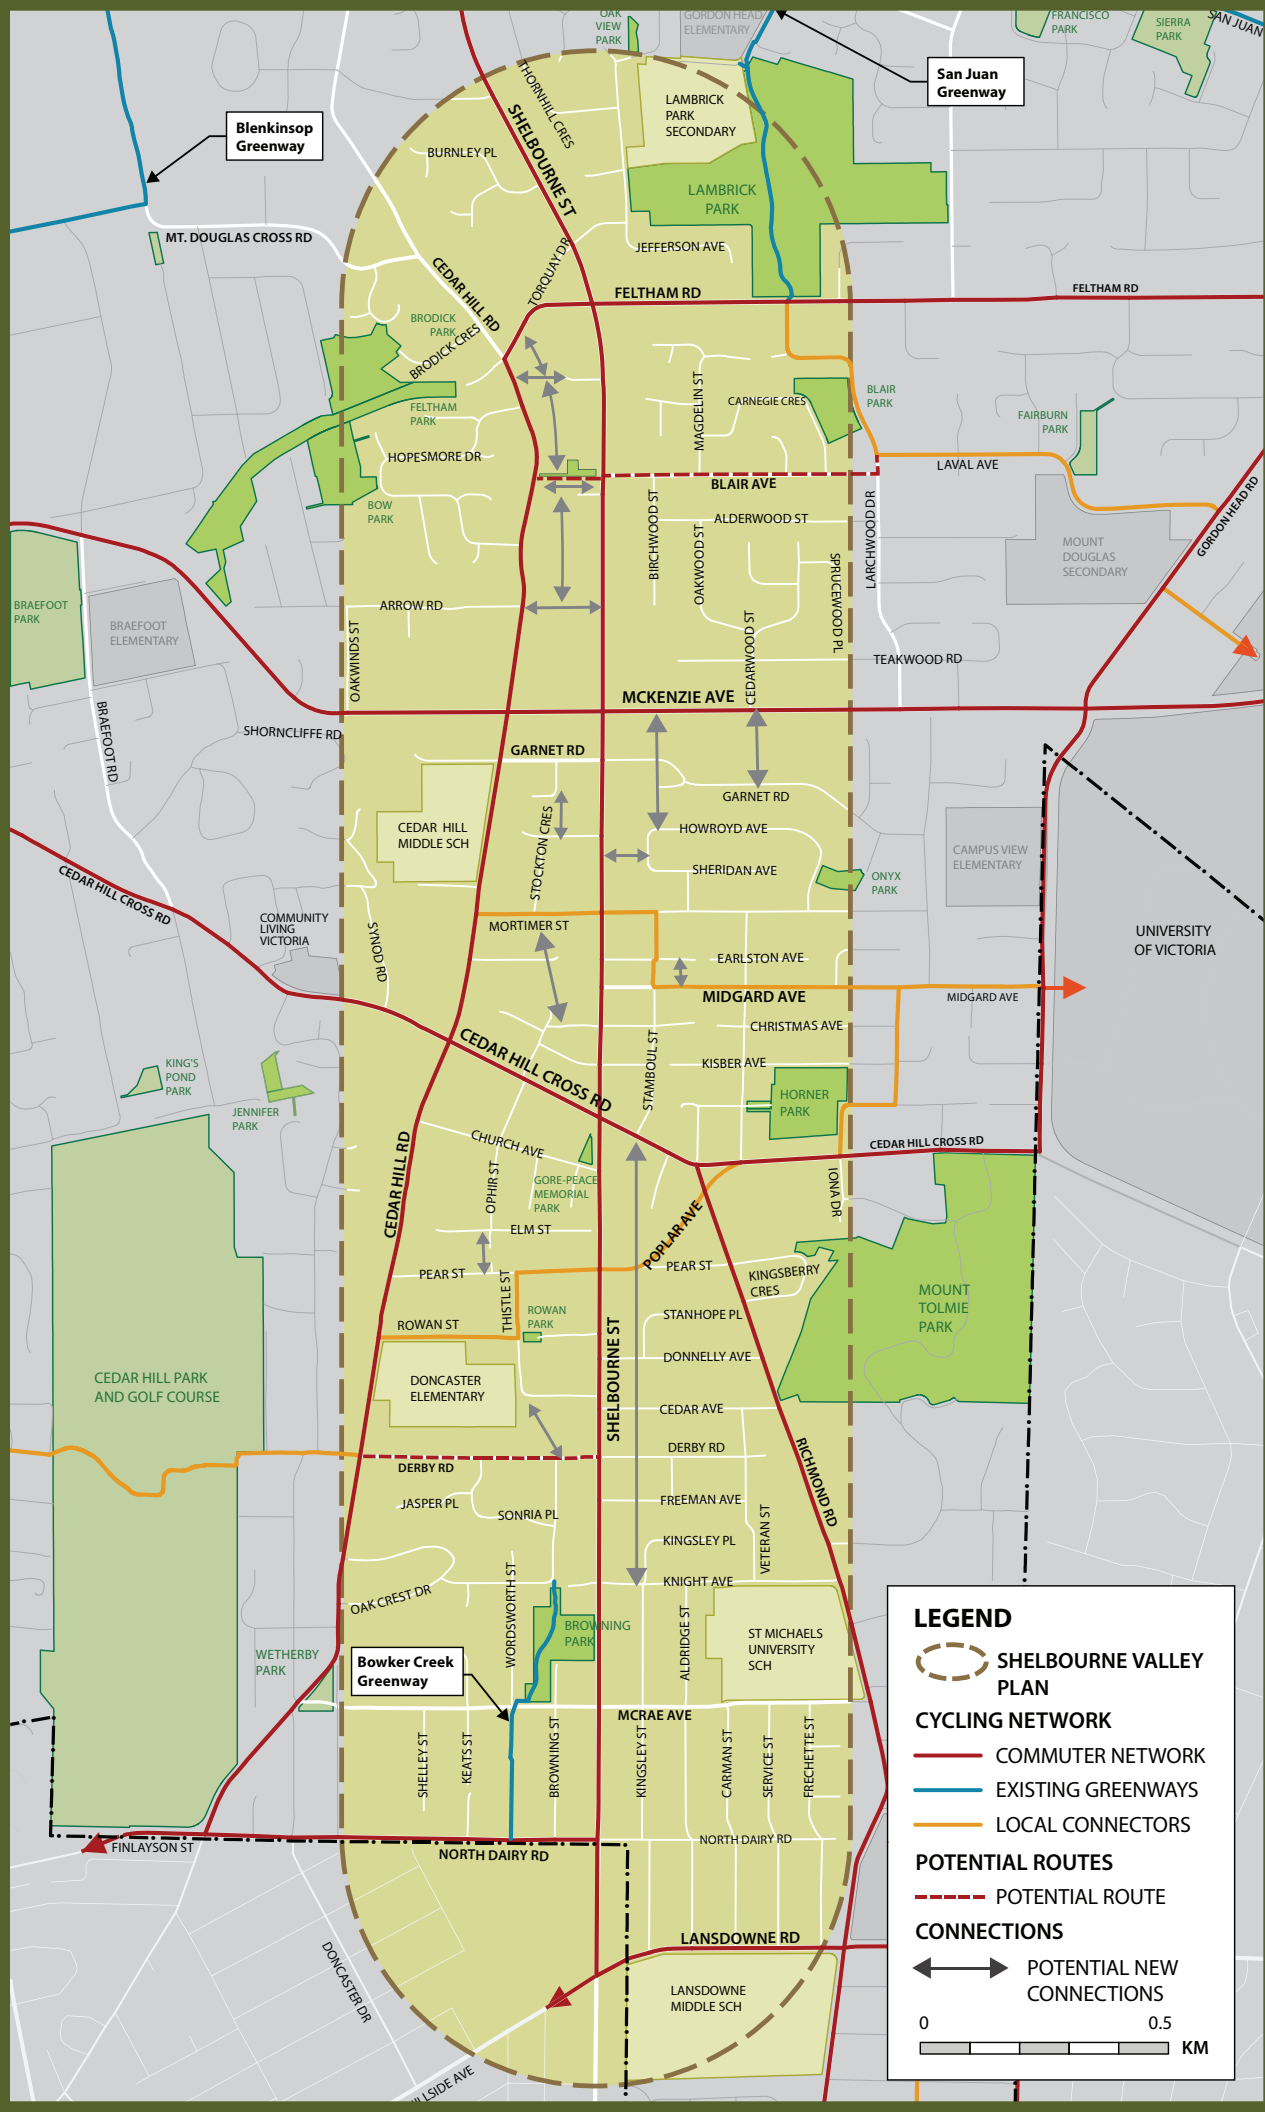 OAK
VIEW
PARK
GORDON HEAD
ELEMENTARY
FRANCISCO
PARK
SIERRA
PARK
SAN JUAN
San Juan
Greenway
Blenkinsop
Greenway
THORNHILL CRES
SHELBOURNE ST
LAMBRICK
PARK
SECONDARY
BURNLEY PL
LAMBRICK
PARK
MT. DOUGLAS CROSS RD
JEFFERSON AVE
CEDAR HILL RD
TORQUAY DR
FELTHAM RD
FELTHAM RD
BRODICK
PARK
BRODICK CRES
FELTHAM
PARK
MAGDELIN ST
CARNEGIE CRES
BLAIR
PARK
FAIRBURN
PARK
HOPESMORE DR
LAVAL AVE
BLAIR AVE
GORDON HEAD RD
BOW
PARK
BIRCHWOOD ST
ALDERWOOD ST
OAKWOOD ST
LARCHWOOD DR
SPRUCEWOOD PL
MOUNT
DOUGLAS
SECONDARY
BRAEFOOT
PARK
BRAEFOOT
ELEMENTARY
ARROW RD
OAKWINDS ST
CEDARWOOD ST
TEAKWOOD RD
MCKENZIE AVE
BRAEFOOT RD
SHORNCLIFFE RD
GARNET RD
GARNET RD
CEDAR HILL
MIDDLE SCH
STOCKTON CRES
HOWROYD AVE
SHERIDAN AVE
CAMPUS VIEW
ELEMENTARY
ONYX
PARK
CEDAR HILL CROSS RD
COMMUNITY
LIVING
VICTORIA
SYNOD RD
MORTIMER ST
UNIVERSITY
OF VICTORIA
EARLSTON AVE
MIDGARD AVE
MIDGARD AVE
CHRISTMAS AVE
CEDAR HILL CROSS RD
STAMBOUL ST
KISBER AVE
KING'S
POND
PARK
JENNIFER
PARK
HORNER
PARK
CEDAR HILL RD
CHURCH AVE
CEDAR HILL CROSS RD
OPHIR ST
GORE-PEACE
MEMORIAL
PARK
IONA DR
ELM ST
POPLAR AVE
PEAR ST
PEAR ST
KINGSBERRY
CRES
THISTLE ST
ROWAN
PARK
ROWAN ST
STANHOPE PL
MOUNT
TOLMIE
PARK
SHELBOURNE ST
DONNELLY AVE
CEDAR HILL PARK
AND GOLF COURSE
DONCASTER
ELEMENTARY
CEDAR AVE
DERBY RD
DERBY RD
RICHMOND RD
JASPER PL
SONRIA PL
FREEMAN AVE
VETERAN ST
KINGSLEY PL
KNIGHT AVE
OAK CREST DR
WORDSWORTH ST
BROWNING
PARK
ALDRIDGE ST
ST MICHAELS
UNIVERSITY
SCH
WETHERBY
PARK
Bowker Creek
Greenway
MCRAE AVE
SHELLEY ST
KEATS ST
BROWNING ST
KINGSLEY ST
CARMAN ST
SERVICE ST
FRECHETTE ST
FINLAYSON ST
NORTH DAIRY RD
NORTH DAIRY RD
LANSDOWNE RD
DONCASTER DR
LANSDOWNE
MIDDLE SCH
HILLSIDE AVE
LEGEND
SHELBOURNE VALLEY
PLAN
CYCLING NETWORK
COMMUTER NETWORK
EXISTING GREENWAYS
LOCAL CONNECTORS
POTENTIAL ROUTES
POTENTIAL ROUTE
CONNECTIONS
POTENTIAL NEW
CONNECTIONS
0 0.5
KM